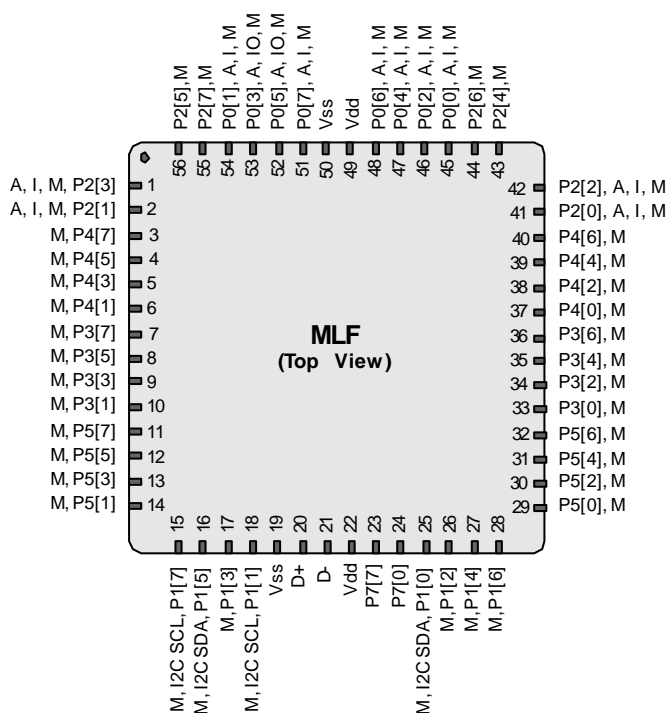 P2[5],M
P2[7],M
P0[1], A, I, M
P0[3], A, IO, M
P0[5], A, IO, M
P0[7], A, I, M
Vss
Vdd
P0[6], A, I, M
P0[4], A, I, M
P0[2], A, I, M
P0[0], A, I, M
P2[6],M
P2[4],M
56
55
54
53
52
51
50
49
48
47
46
45
44
43
A, I, M, P2[3] 1
A, I, M, P2[1] 2
M, P4[7] 3
M, P4[5] 4
M, P4[3] 5
M, P4[1] 6
M, P3[7] 7
M, P3[5] 8
M, P3[3] 9
M, P3[1] 10
M, P5[7] 11
M, P5[5] 12
M, P5[3] 13
M, P5[1] 14
MLF
(Top View)
42 P2[2], A, I, M
41 P2[0], A, I, M
40 P4[6], M
39 P4[4], M
38 P4[2], M
37 P4[0], M
36 P3[6], M
35 P3[4], M
34 P3[2], M
33 P3[0], M
32 P5[6], M
31 P5[4], M
30 P5[2], M
29 P5[0], M
15
16
17
18
19
20
21
22
23
24
25
26
27
28
M, I2C SCL, P1[7]
M, I2C SDA, P1[5]
M, P1[3]
M, I2C SCL, P1[1]
Vss
D+
D-
Vdd
P7[7]
P7[0]
M, I2C SDA, P1[0]
M, P1[2]
M, P1[4]
M, P1[6]